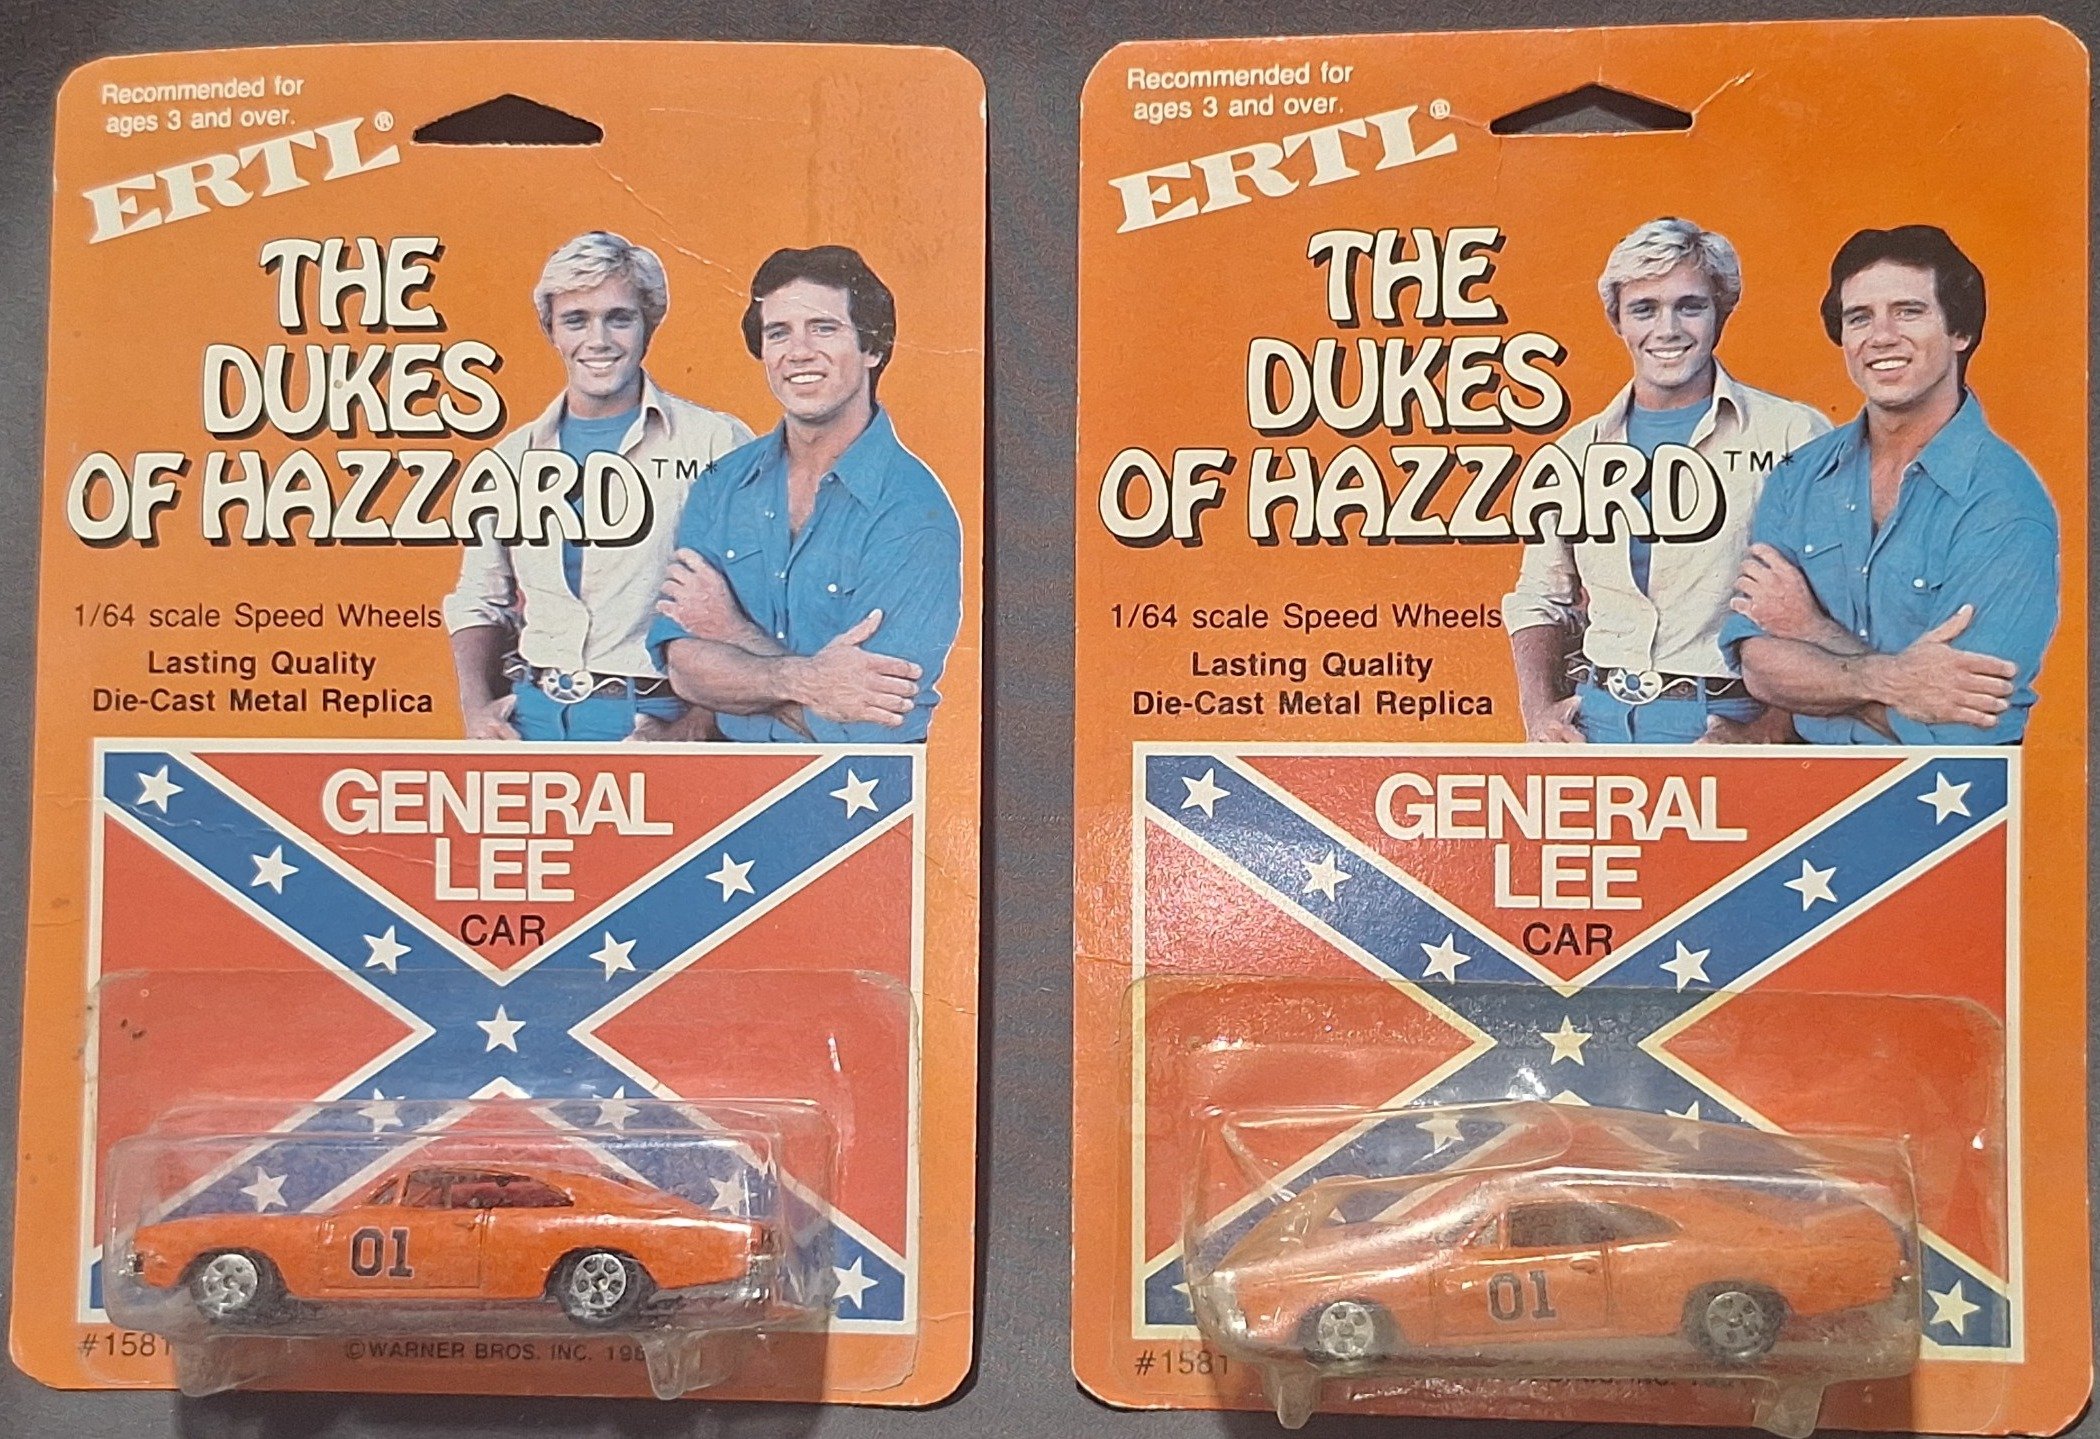 Recommended for
ages 3 and over.
ERTL®
THE
DUKES
OF HAZZARD™*
1/64 scale Speed Wheels
Lasting Quality
Die-Cast Metal Replica
GENERAL
LEE
CAR
01
#1581
©WARNER BROS. INC.
Recommended for
ages 3 and over.
ERTL®
THE
DUKES
OF HAZZARD™*
1/64 scale Speed Wheels
Lasting Quality
Die-Cast Metal Replica
GENERAL
LEE
CAR
01
#1581